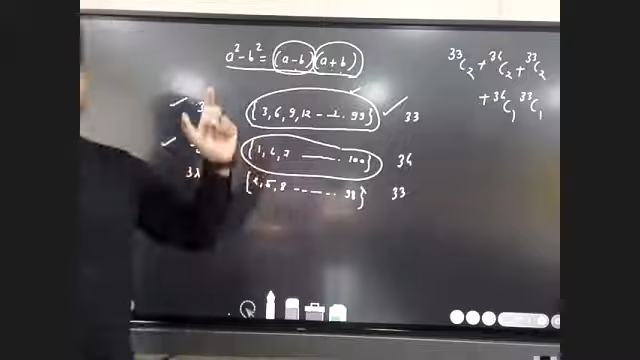 a² - b² = (a - b) (a + b)
³³C₂ + ³⁴C₂ + ³³C₂
+ ³⁴C₁ ³³C₁
{ 3, 6, 9, 12 - - - 99 } 33
{ 1, 4, 7 ——— 100 } 34
{ 2, 5, 8 - - - - - 98 } 33